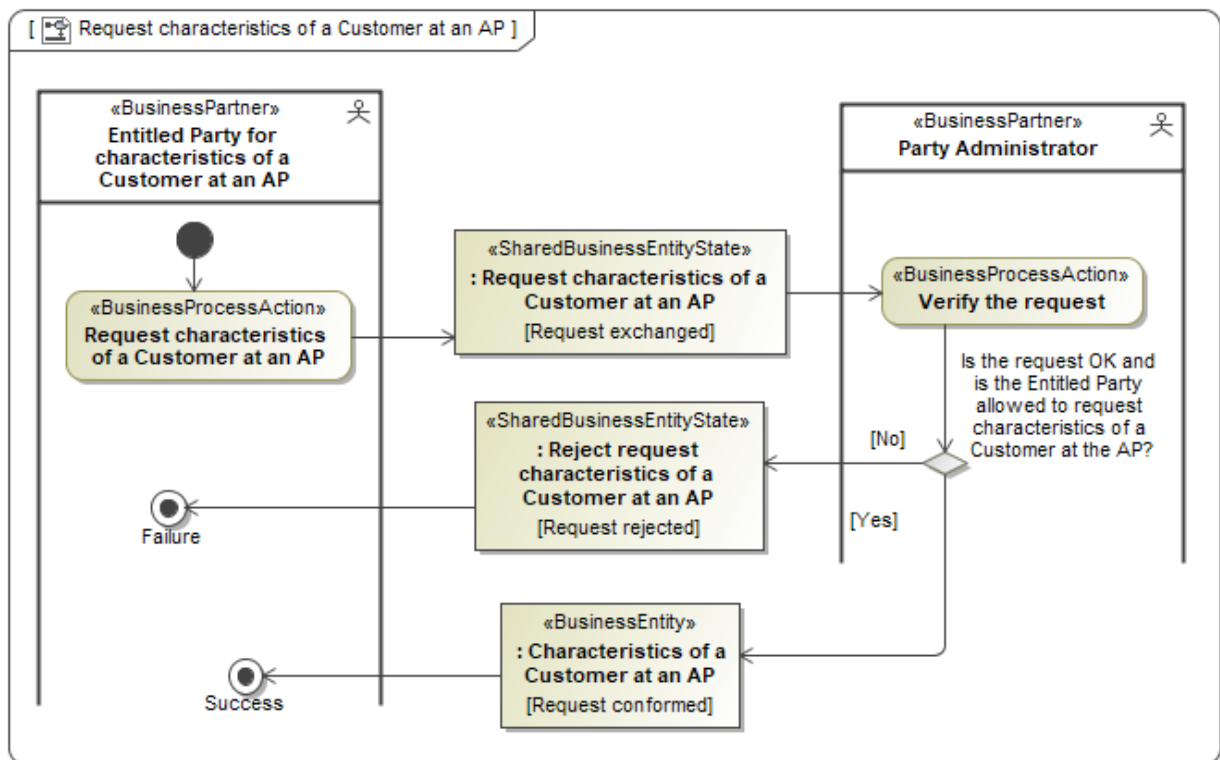 [ Request characteristics of a Customer at an AP ]
«BusinessPartner»
Entitled Party for
characteristics of a
Customer at an AP
«BusinessPartner»
Party Administrator
«SharedBusinessEntityState»
: Request characteristics of a
Customer at an AP
[Request exchanged]
«BusinessProcessAction»
Verify the request
«BusinessProcessAction»
Request characteristics
of a Customer at an AP
Is the request OK and
is the Entitled Party
allowed to request
characteristics of a
Customer at the AP?
«SharedBusinessEntityState»
: Reject request
characteristics of a
Customer at an AP
[Request rejected]
[No]
[Yes]
Failure
«BusinessEntity»
: Characteristics of a
Customer at an AP
[Request conformed]
Success